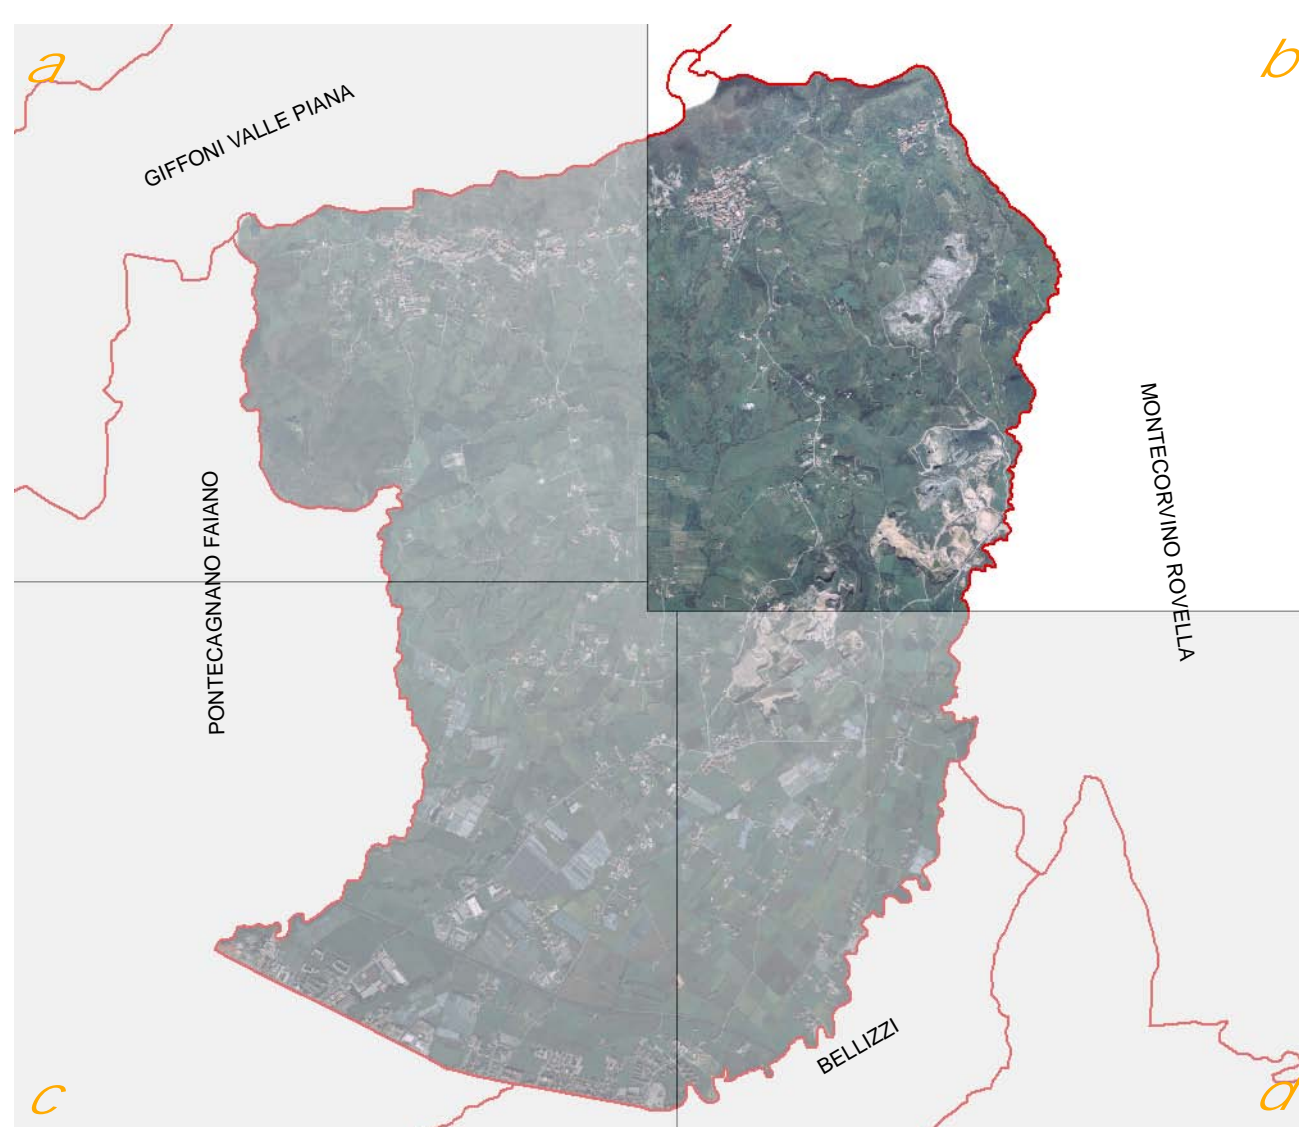 a
b
GIFFONI VALLE PIANA
MONTECORVINO ROVELLA
PONTECAGNANO FAIANO
BELLIZZI
c
d